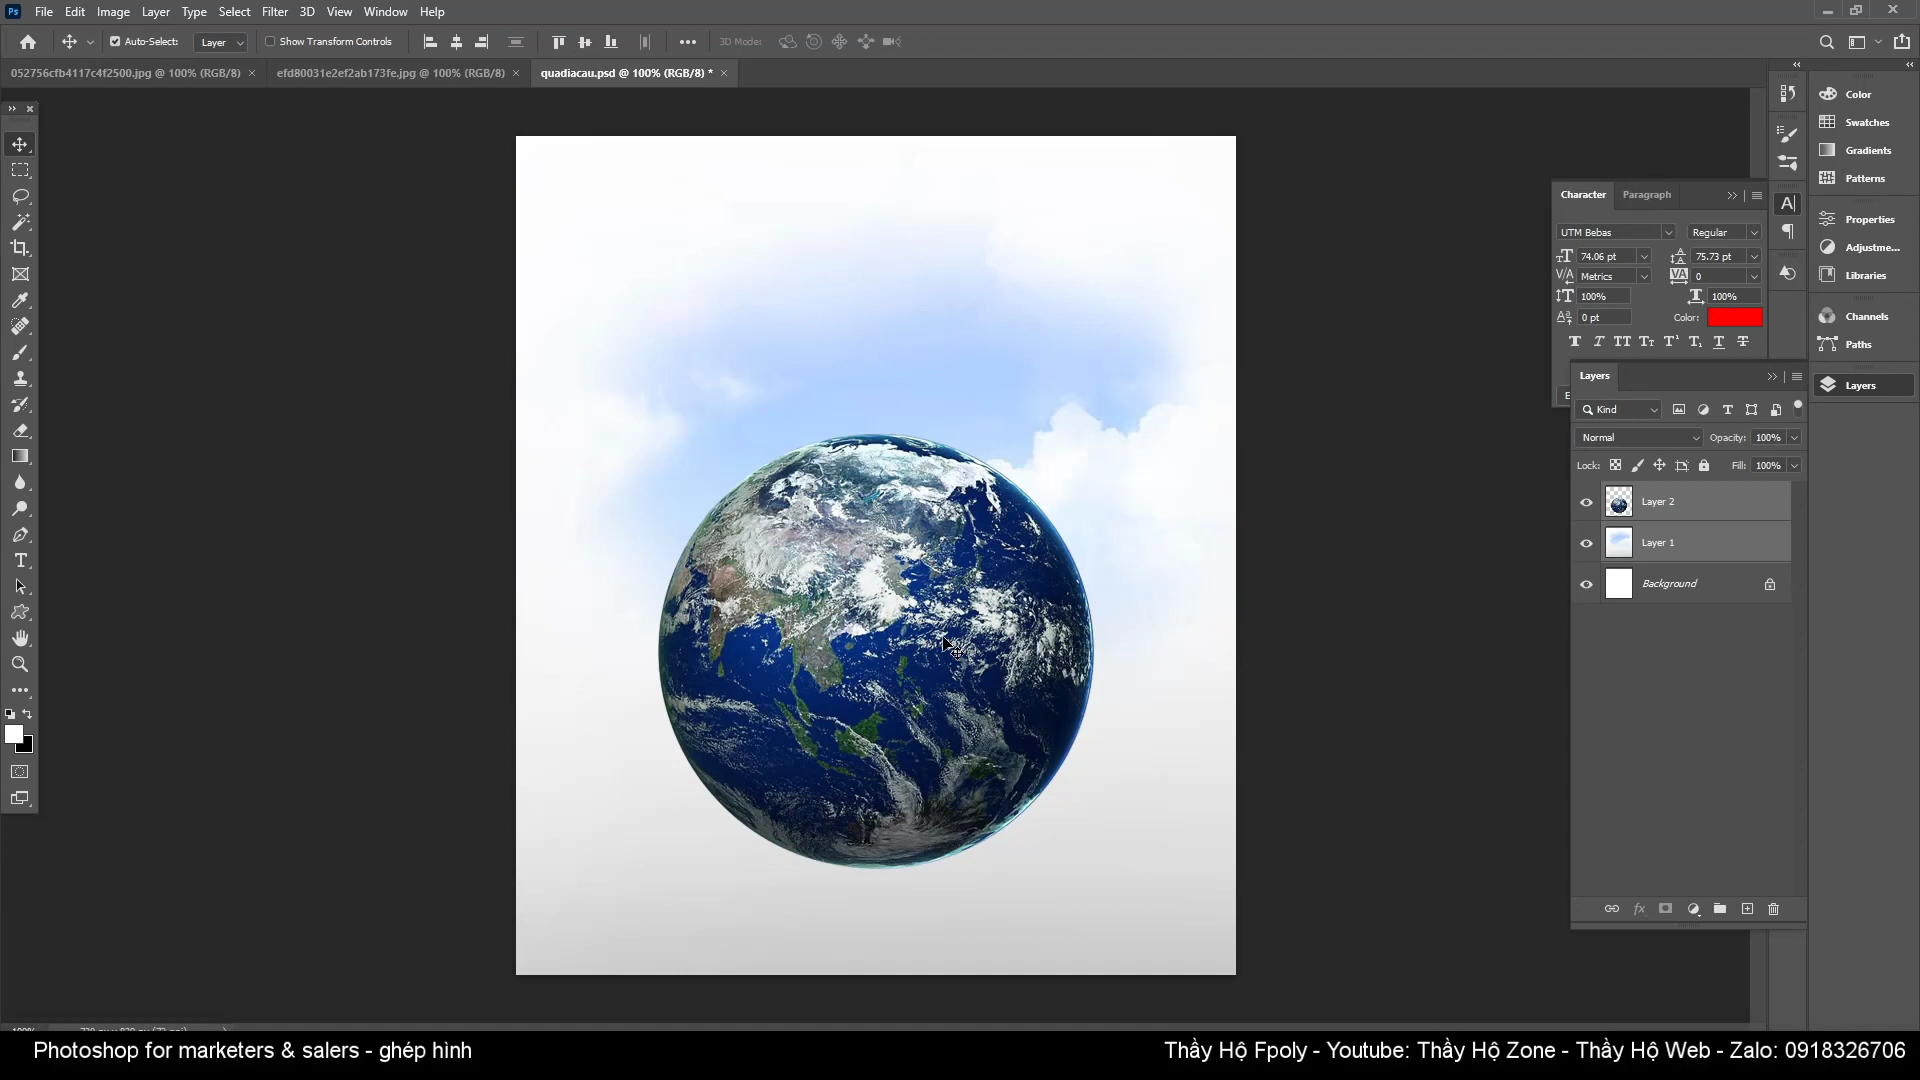 Ps File Edit Image Layer Type Select Filter 3D View Window Help
Auto-Select: Layer Show Transform Controls 3D Mode:
052756cfb4117c4f2500.jpg @ 100% (RGB/8) × efd80031e2ef2ab173fe.jpg @ 100% (RGB/8) × quadiacau.psd @ 100% (RGB/8) * ×
Color
Swatches
Gradients
Patterns
Properties
Adjustme...
Libraries
Channels
Paths
Layers
Character Paragraph
UTM Bebas Regular
74.06 pt 75.73 pt
Metrics 0
100% 100%
0 pt Color:
Layers
Kind
Normal Opacity: 100%
Lock: Fill: 100%
Layer 2
Layer 1
Background
Photoshop for marketers & salers - ghép hình
Thầy Hộ Fpoly - Youtube: Thầy Hộ Zone - Thầy Hộ Web - Zalo: 0918326706